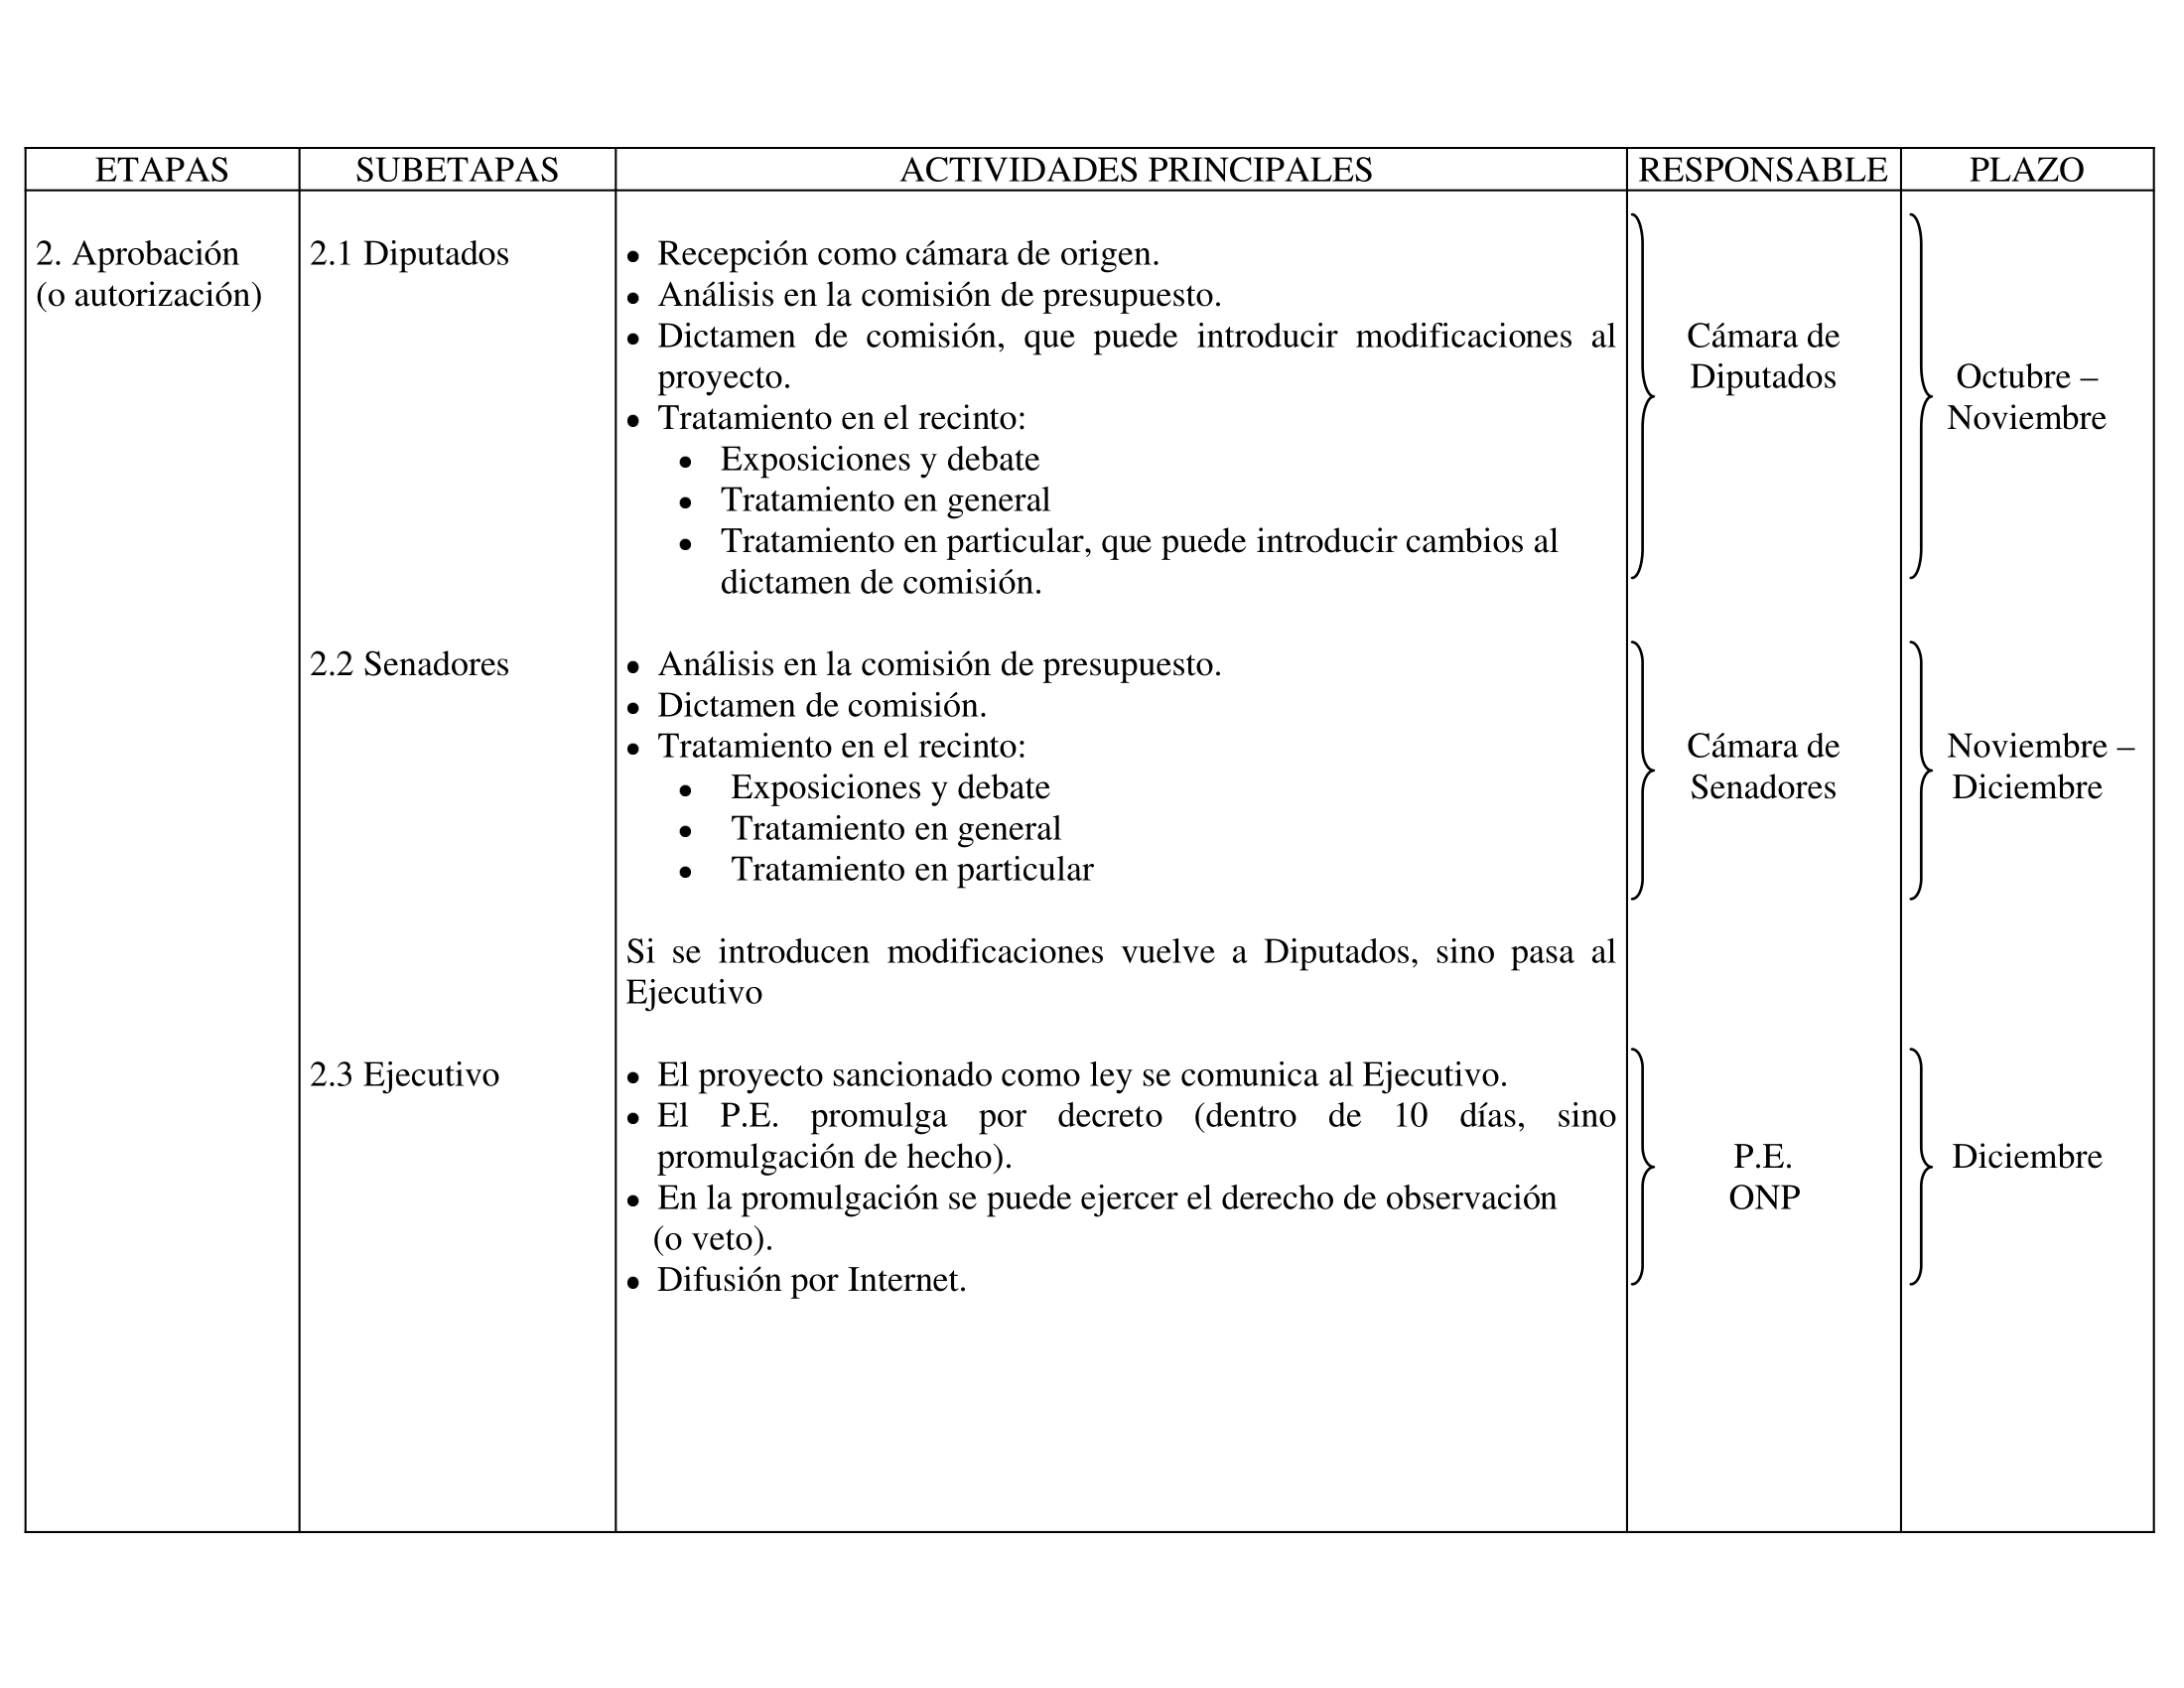 ETAPAS SUBETAPAS ACTIVIDADES PRINCIPALES RESPONSABLE PLAZO
2. Aprobación
(o autorización)
2.1 Diputados
• Recepción como cámara de origen.
• Análisis en la comisión de presupuesto.
• Dictamen de comisión, que puede introducir modificaciones al
proyecto.
• Tratamiento en el recinto:
• Exposiciones y debate
• Tratamiento en general
• Tratamiento en particular, que puede introducir cambios al
dictamen de comisión.
Cámara de
Diputados
Octubre –
Noviembre
2.2 Senadores
• Análisis en la comisión de presupuesto.
• Dictamen de comisión.
• Tratamiento en el recinto:
• Exposiciones y debate
• Tratamiento en general
• Tratamiento en particular
Si se introducen modificaciones vuelve a Diputados, sino pasa al
Ejecutivo
Cámara de
Senadores
Noviembre –
Diciembre
2.3 Ejecutivo
• El proyecto sancionado como ley se comunica al Ejecutivo.
• El P.E. promulga por decreto (dentro de 10 días, sino
promulgación de hecho).
• En la promulgación se puede ejercer el derecho de observación
(o veto).
• Difusión por Internet.
P.E.
ONP
Diciembre